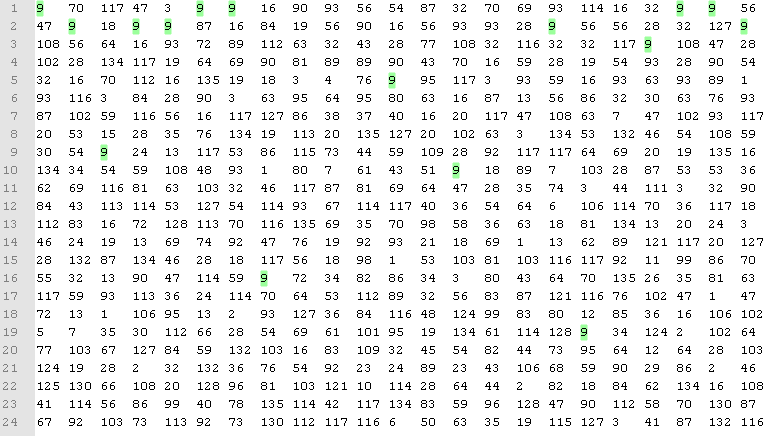 1 9 70 117 47 3 9 9 16 90 93 56 54 87 32 70 69 93 114 16 32 9 9 56
2 47 9 18 9 9 87 16 84 19 56 90 16 56 93 93 28 9 56 56 28 32 127 9
3 108 56 64 16 93 72 89 112 63 32 43 28 77 108 32 116 32 32 117 9 108 47 28
4 102 28 134 117 19 64 69 90 81 89 89 90 43 70 16 59 28 19 54 93 28 90 54
5 32 16 70 112 16 135 19 18 3 4 76 9 95 117 3 93 59 16 93 63 93 89 1
6 93 116 3 84 28 90 3 63 95 64 95 80 63 16 87 13 56 86 32 30 63 76 93
7 87 102 59 116 56 16 117 127 86 38 37 40 16 20 117 47 108 63 7 47 102 93 117
8 20 53 15 28 35 76 134 19 113 20 135 127 20 102 63 3 134 53 132 46 54 108 59
9 30 54 9 24 13 117 53 86 115 73 44 59 109 28 92 117 117 64 69 20 19 135 16
10 134 34 54 59 108 48 93 1 80 7 61 43 51 9 18 89 7 103 28 87 53 53 36
11 62 69 116 81 63 103 32 46 117 87 81 69 64 47 28 35 74 3 44 111 3 32 90
12 84 43 113 114 53 127 54 114 93 67 114 117 40 36 54 64 6 106 114 70 36 117 18
13 112 83 16 72 128 113 70 116 135 69 35 70 98 58 36 63 18 81 134 13 20 24 3
14 46 24 19 13 69 74 92 47 76 19 92 93 21 18 69 1 13 62 89 121 117 20 127
15 28 132 87 134 46 28 18 117 56 18 98 1 53 103 81 103 116 117 92 11 99 86 70
16 55 32 13 90 47 114 59 9 72 34 82 86 34 3 80 43 64 70 135 26 35 81 63
17 117 59 93 113 36 24 114 70 64 53 112 89 32 56 83 87 121 116 76 102 47 1 47
18 72 13 1 106 95 13 2 93 127 36 84 116 48 124 99 83 80 12 85 36 16 106 102
19 5 7 35 30 112 66 28 54 69 61 101 95 19 134 61 114 128 9 34 124 2 102 64
20 77 103 67 127 84 59 132 103 16 83 109 32 45 54 82 44 73 95 64 12 64 28 103
21 124 19 28 2 32 132 36 76 54 92 23 24 89 23 43 106 68 59 90 29 86 2 46
22 125 130 66 108 20 128 96 81 103 121 10 114 28 64 44 2 82 18 84 62 134 16 108
23 41 114 56 86 99 40 78 135 114 42 117 134 83 59 96 128 47 90 112 58 70 130 87
24 67 92 103 73 113 92 73 130 112 117 116 6 50 63 35 19 115 127 3 41 87 132 116